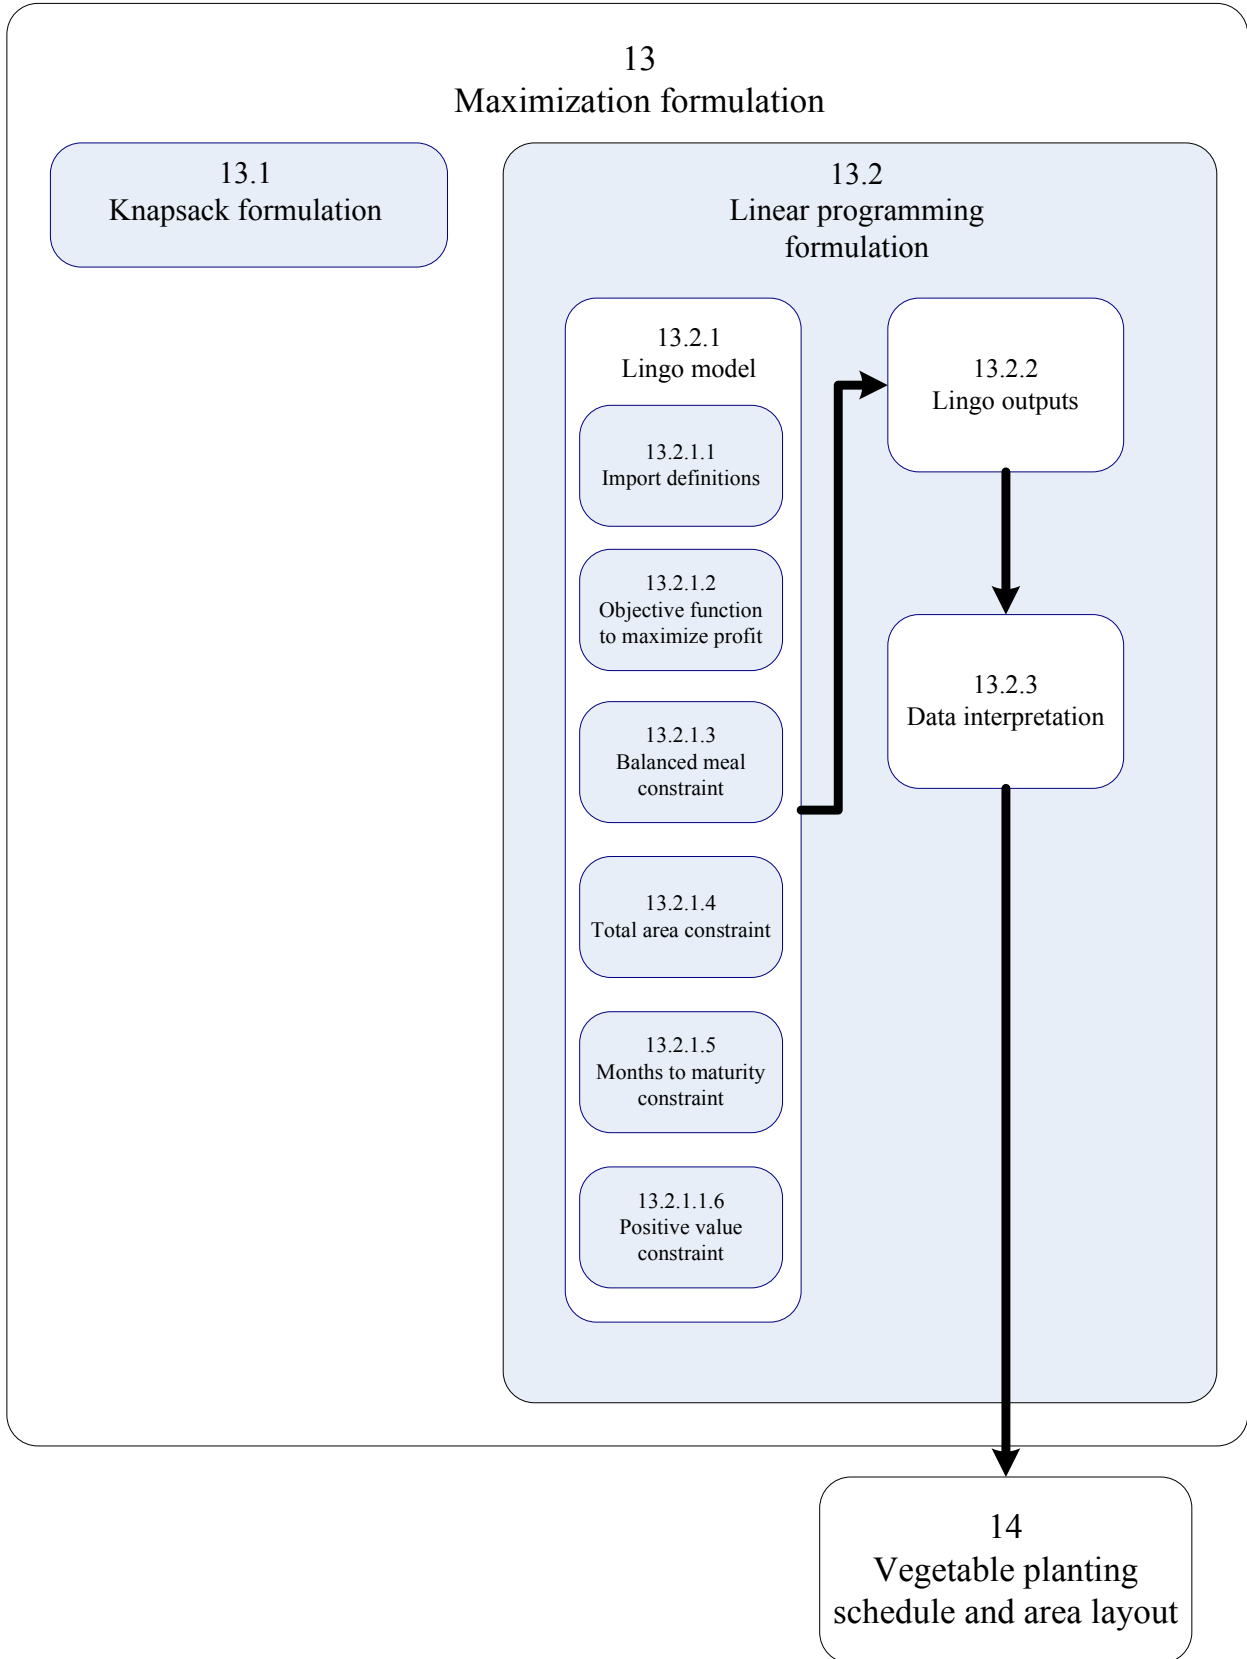 13
Maximization formulation
13.1
Knapsack formulation
13.2
Linear programming
formulation
13.2.1
Lingo model
13.2.1.1
Import definitions
13.2.1.2
Objective function
to maximize profit
13.2.1.3
Balanced meal
constraint
13.2.1.4
Total area constraint
13.2.1.5
Months to maturity
constraint
13.2.1.1.6
Positive value
constraint
13.2.2
Lingo outputs
13.2.3
Data interpretation
14
Vegetable planting
schedule and area layout